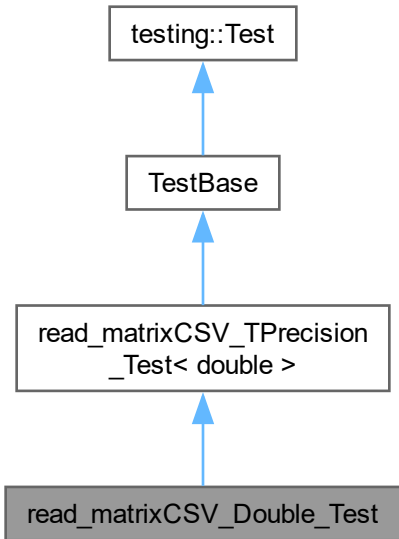 testing::Test
TestBase
read_matrixCSV_TPrecision
_Test< double >
read_matrixCSV_Double_Test